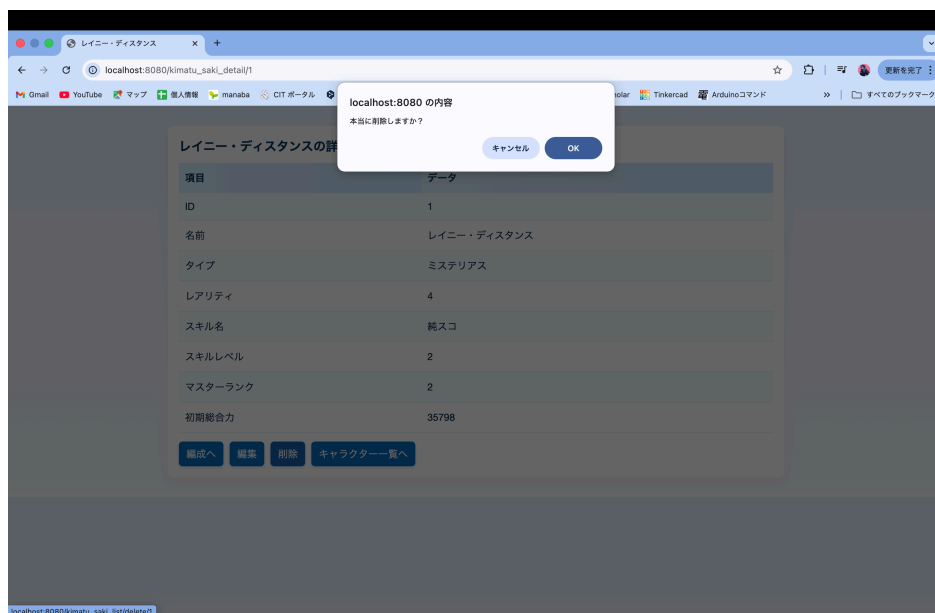 レイニー・ディスタンス
localhost:8080/kimatu_saki_detail/1
更新を完了
Gmail YouTube マップ 個人情報 manaba CIT ポータル olar Tinkercad Arduinoコマンド » すべてのブックマーク
localhost:8080 の内容
本当に削除しますか？
キャンセル OK
レイニー・ディスタンスの詳
項目 データ
ID 1
名前 レイニー・ディスタンス
タイプ ミステリアス
レアリティ 4
スキル名 純スコ
スキルレベル 2
マスターランク 2
初期総合力 35798
編成へ 編集 削除 キャラクター一覧へ
localhost:8080/kimatu_saki_list/delete/1